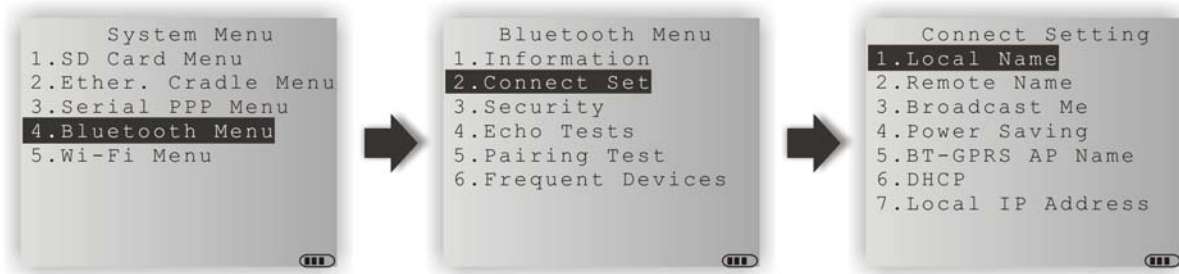 System Menu
1.SD Card Menu
2.Ether. Cradle Menu
3.Serial PPP Menu
4.Bluetooth Menu
5.Wi-Fi Menu
Bluetooth Menu
1.Information
2.Connect Set
3.Security
4.Echo Tests
5.Pairing Test
6.Frequent Devices
Connect Setting
1.Local Name
2.Remote Name
3.Broadcast Me
4.Power Saving
5.BT-GPRS AP Name
6.DHCP
7.Local IP Address